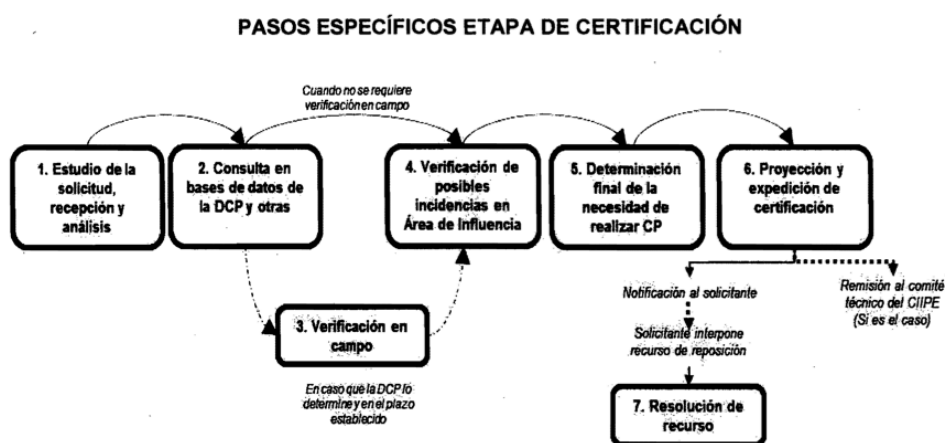 PASOS ESPECÍFICOS ETAPA DE CERTIFICACIÓN
Cuando no se requiere
verificación en campo
1. Estudio de la
solicitud,
recepción y
análisis
2. Consulta en
bases de datos de
la DCP y otras
4. Verificación de
posibles
incidencias en
Área de Influencia
5. Determinación
final de la
necesidad de
realizar CP
6. Proyección y
expedición de
certificación
3. Verificación en
campo
En caso que la DCP lo
determine y en el plazo
establecido
Notificación al solicitante
Solicitante interpone
recurso de reposición
7. Resolución de
recurso
Remisión al comité
técnico del CIIPE
(Si es el caso)